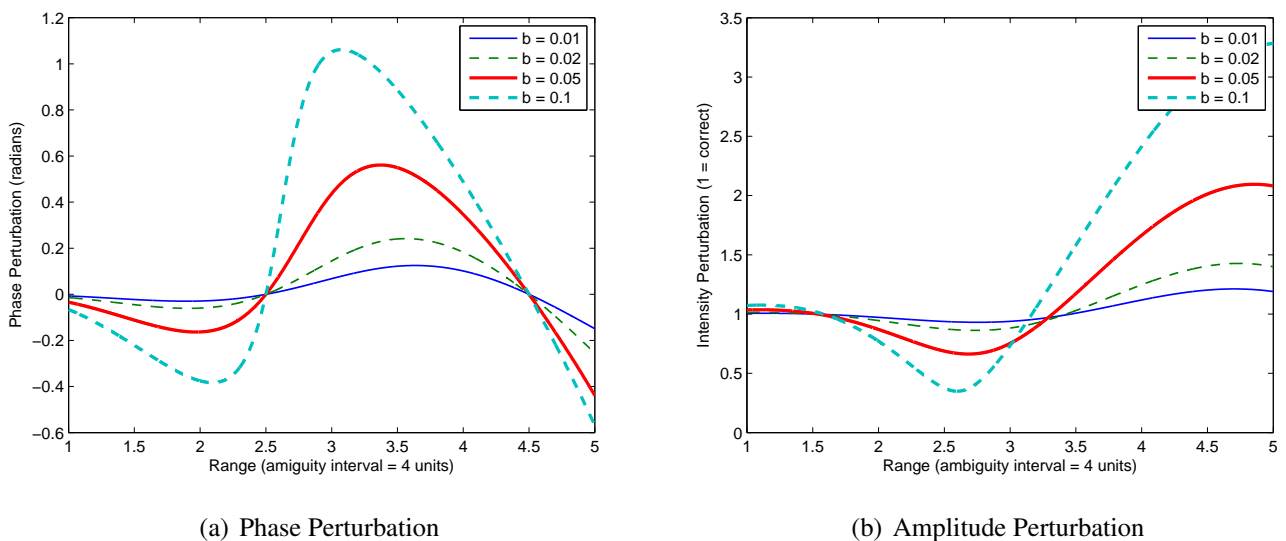 1.2
1
0.8
0.6
0.4
0.2
0
−0.2
−0.4
−0.6
Phase Perturbation (radians)
b = 0.01
b = 0.02
b = 0.05
b = 0.1
1
1.5
2
2.5
3
3.5
4
4.5
5
Range (amiguity interval = 4 units)
(a) Phase Perturbation
3.5
3
2.5
2
1.5
1
0.5
0
Intensity Perturbation (1 = correct)
b = 0.01
b = 0.02
b = 0.05
b = 0.1
1
1.5
2
2.5
3
3.5
4
4.5
5
Range (ambiguity interval = 4 units)
(b) Amplitude Perturbation